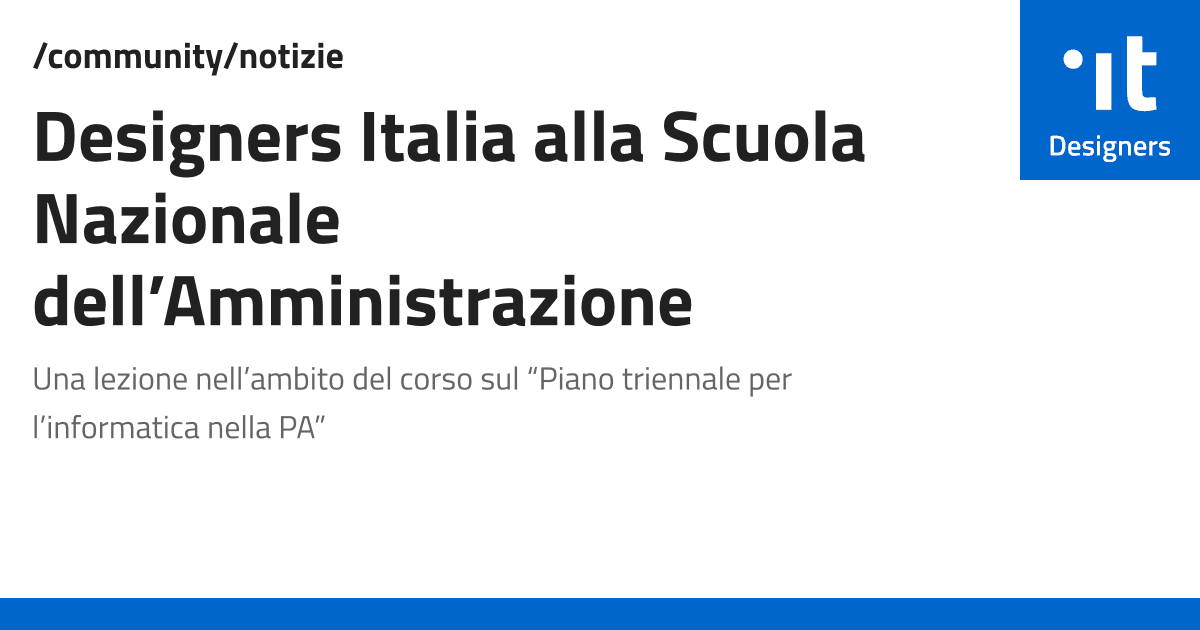 /community/notizie
Designers Italia alla Scuola
Nazionale
dell’Amministrazione
Una lezione nell’ambito del corso sul “Piano triennale per
l’informatica nella PA”
it
Designers